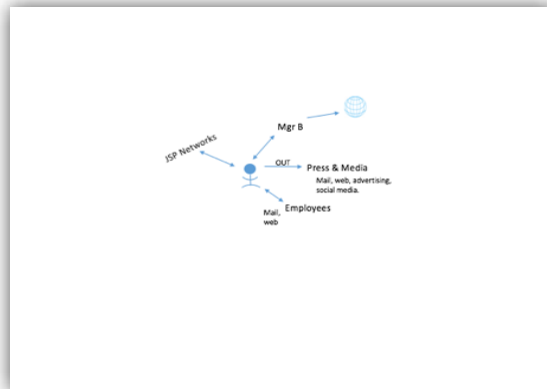 Mgr B
JSP Networks
OUT
Press & Media
Mail, web, advertising,
social media.
Employees
Mail,
web